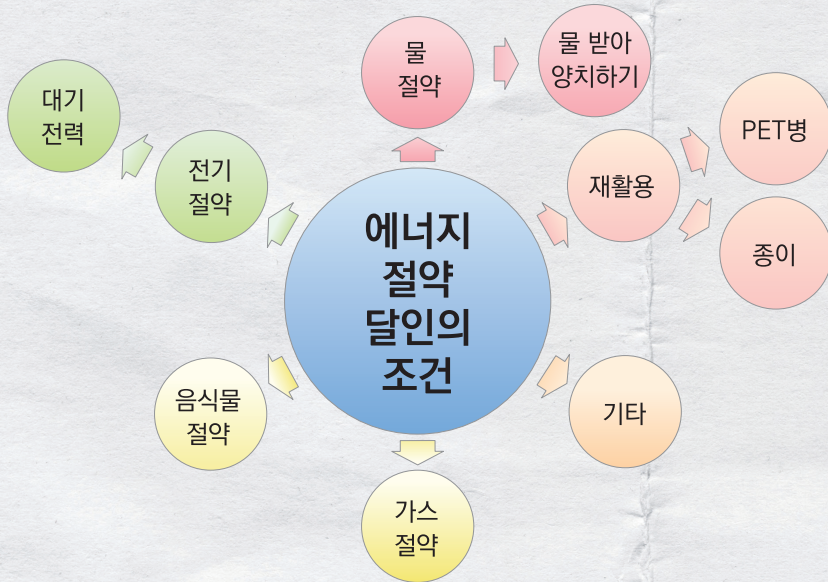 물
절약
물 받아
양치하기
대기
전력
전기
절약
재활용
PET병
종이
에너지
절약
달인의
조건
음식물
절약
기타
가스
절약